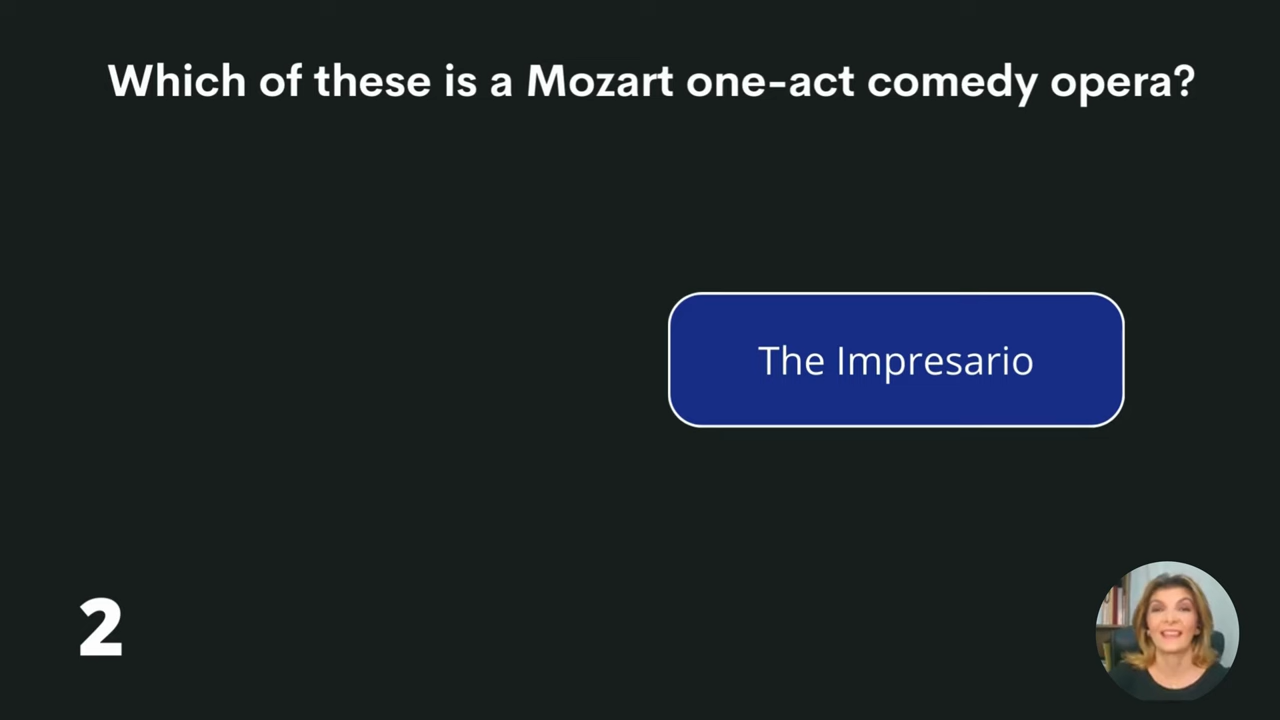 Which of these is a Mozart one-act comedy opera?
The Impresario
2